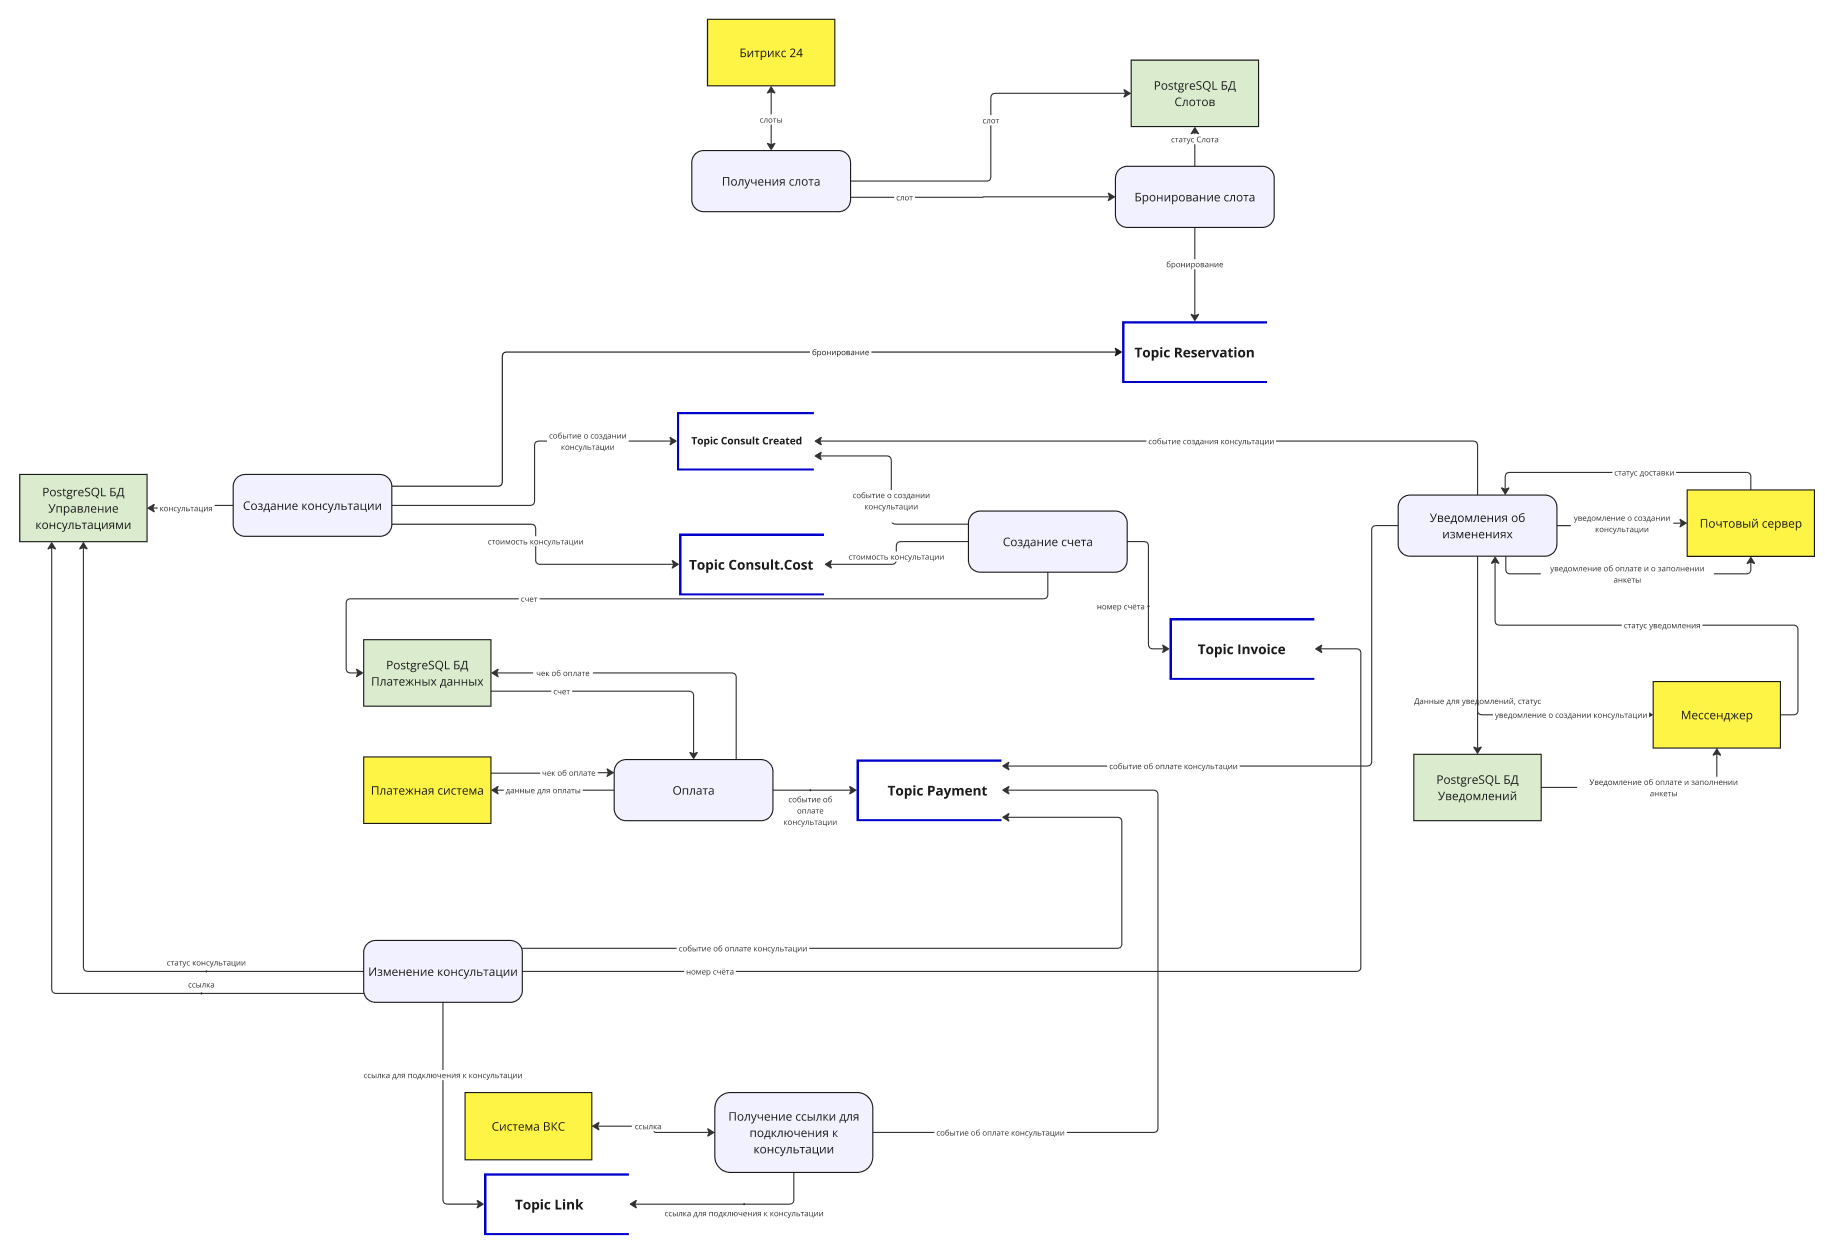 Битрикс 24
PostgreSQL БД
Слотов
слоты
слот
статус Слота
Получения слота
Бронирование слота
слот
бронирование
Topic Reservation
бронирование
событие о создании
консультации
Topic Consult Created
событие создания консультации
статус доставки
PostgreSQL БД
Управление
консультациями
консультация
Создание консультации
событие о создании
консультации
Уведомления об
изменениях
уведомление о создании
консультации
Почтовый сервер
стоимость консультации
Создание счета
Topic Consult.Cost
стоимость консультации
уведомление об оплате и о заполнении
анкеты
счет
номер счёта
статус уведомления
Topic Invoice
PostgreSQL БД
Платежных данных
чек об оплате
счет
Данные для уведомлений, статус
уведомление о создании консультации
Мессенджер
событие об оплате консультации
чек об оплате
Платежная система
данные для оплаты
Оплата
событие об
оплате
консультации
Topic Payment
PostgreSQL БД
Уведомлений
Уведомление об оплате и заполнении
анкеты
событие об оплате консультации
статус консультации
Изменение консультации
номер счёта
ссылка
ссылка для подключения к консультации
Система ВКС
ссылка
Получение ссылки для
подключения к
консультации
событие об оплате консультации
Topic Link
ссылка для подключения к консультации